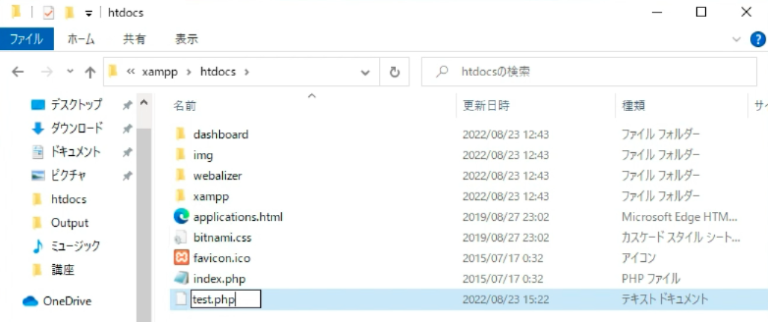 htdocs
ファイル ホーム 共有 表示
« xampp › htdocs › htdocsの検索
デスクトップ
ダウンロード
ドキュメント
ピクチャ
htdocs
Output
ミュージック
講座
OneDrive
名前 更新日時 種類 サイ
dashboard 2022/08/23 12:43 ファイル フォルダー
img 2022/08/23 12:43 ファイル フォルダー
webalizer 2022/08/23 12:43 ファイル フォルダー
xampp 2022/08/23 12:43 ファイル フォルダー
applications.html 2019/08/27 23:02 Microsoft Edge HTM...
bitnami.css 2019/08/27 23:02 カスケード スタイル シート...
favicon.ico 2015/07/17 0:32 アイコン
index.php 2015/07/17 0:32 PHP ファイル
test.php 2022/08/23 15:22 テキスト ドキュメント